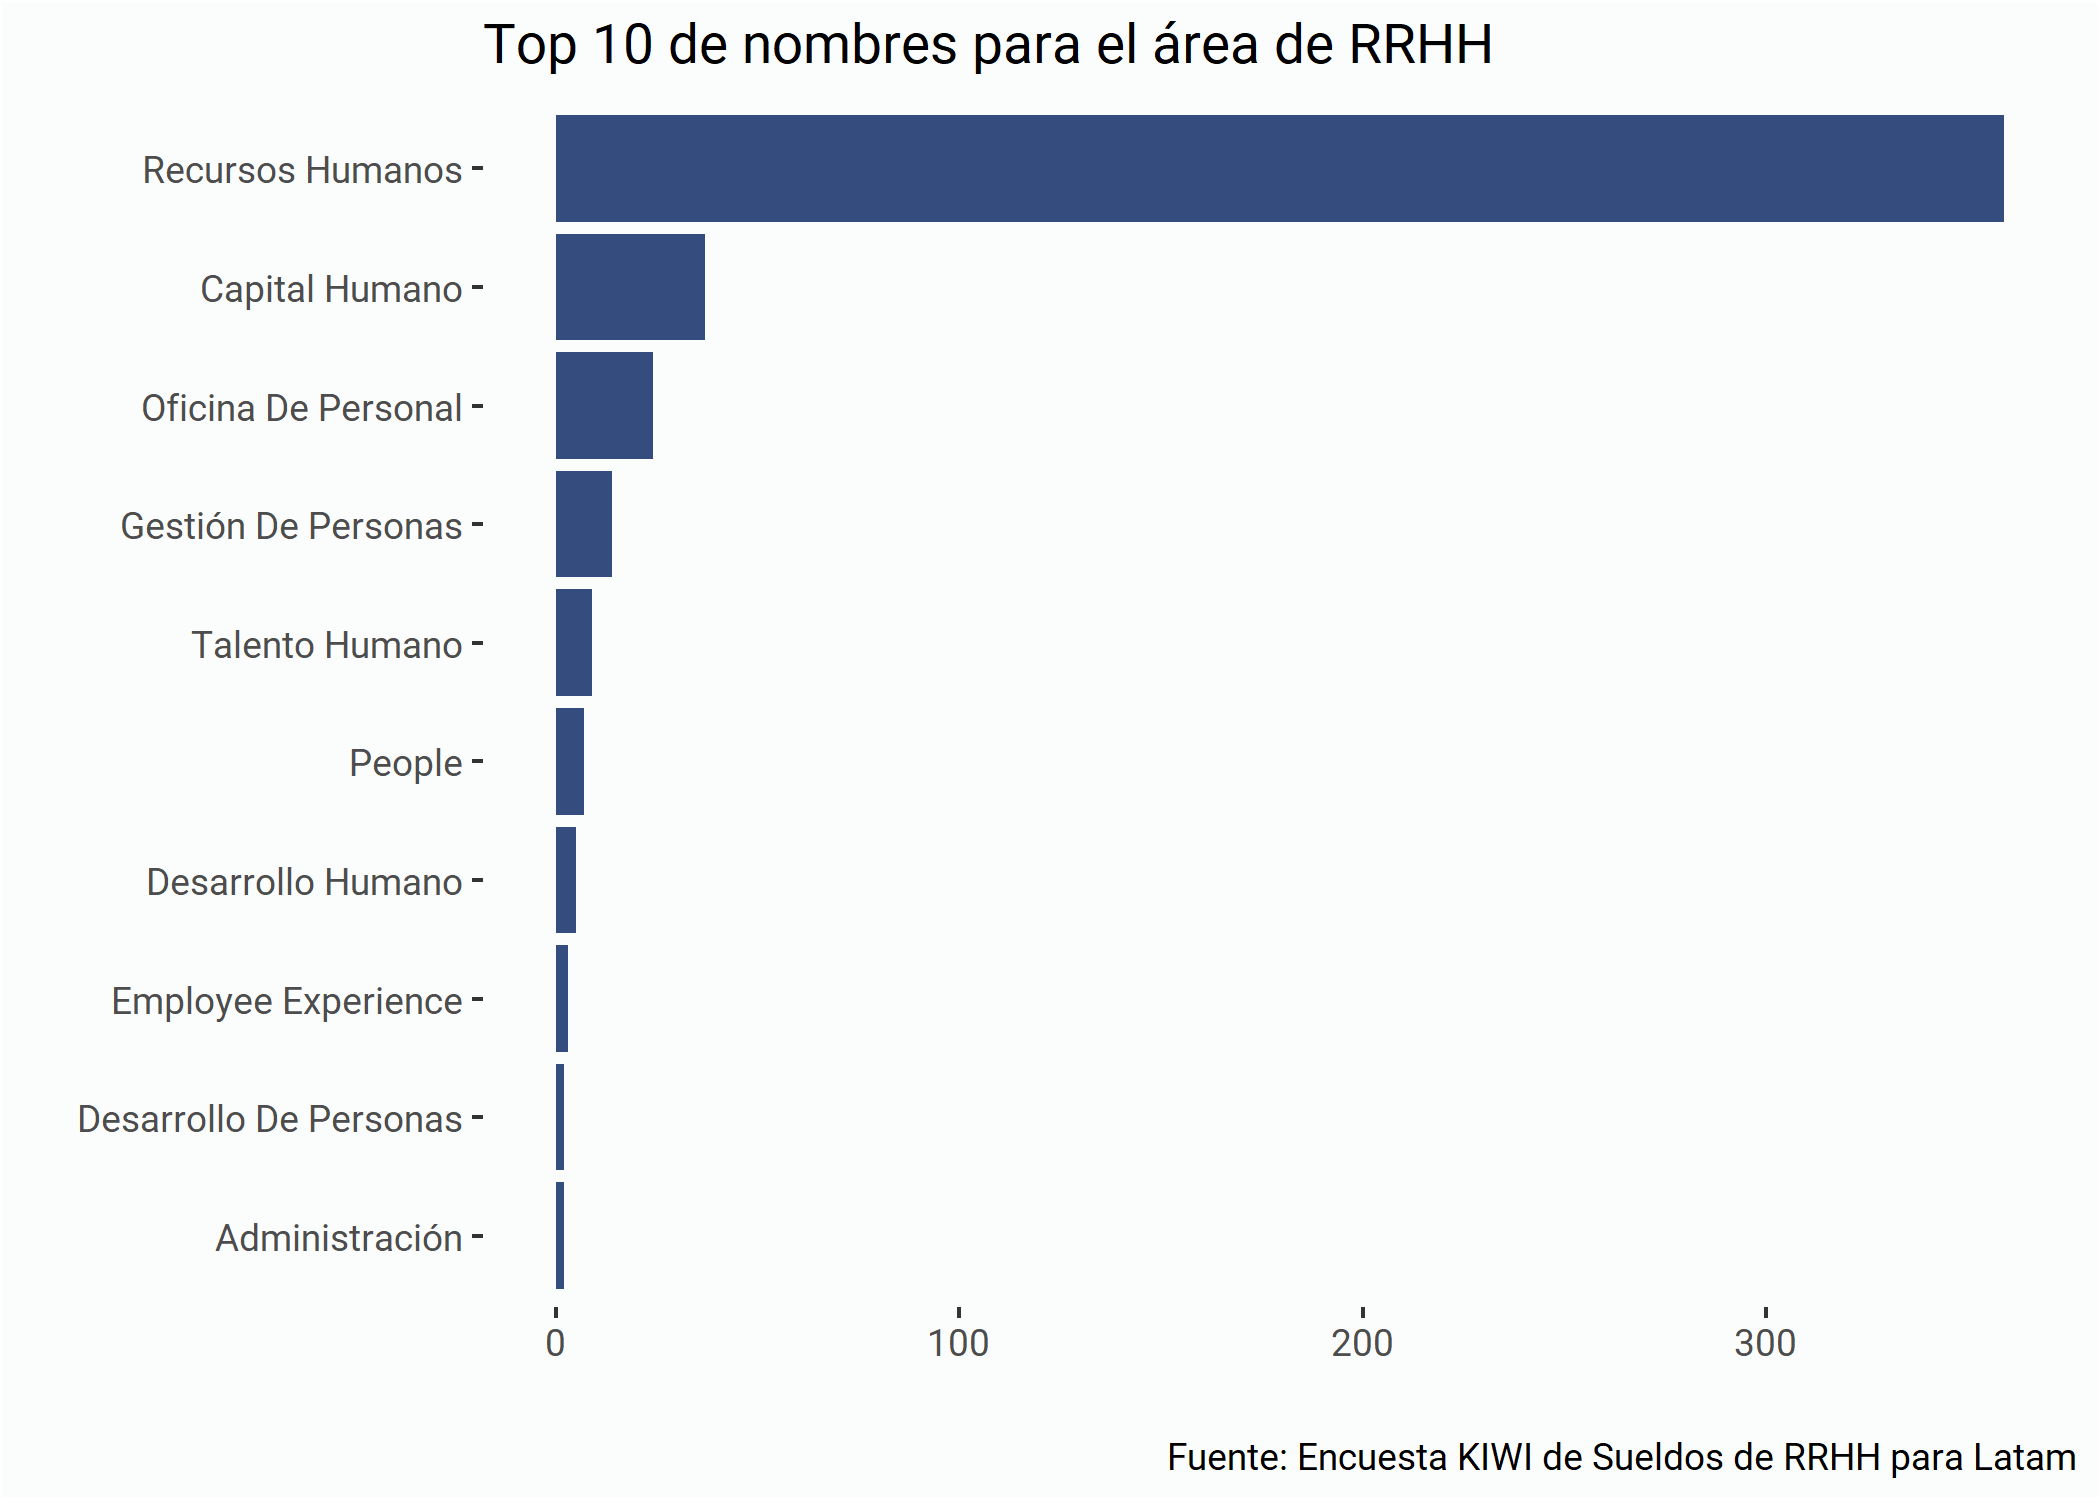 Top 10 de nombres para el área de RRHH
Recursos Humanos
Capital Humano
Oficina De Personal
Gestión De Personas
Talento Humano
People
Desarrollo Humano
Employee Experience
Desarrollo De Personas
Administración
0 100 200 300
Fuente: Encuesta KIWI de Sueldos de RRHH para Latam